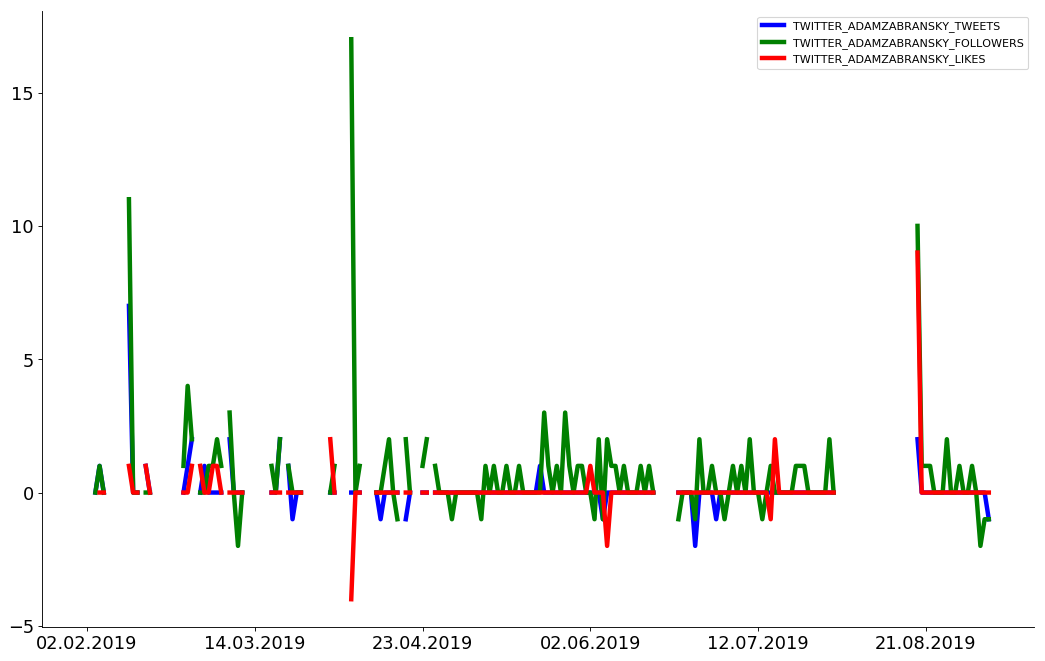 TWITTER_ADAMZABRANSKY_TWEETS
TWITTER_ADAMZABRANSKY_FOLLOWERS
TWITTER_ADAMZABRANSKY_LIKES
15
10
5
0
−5
02.02.2019 14.03.2019 23.04.2019 02.06.2019 12.07.2019 21.08.2019